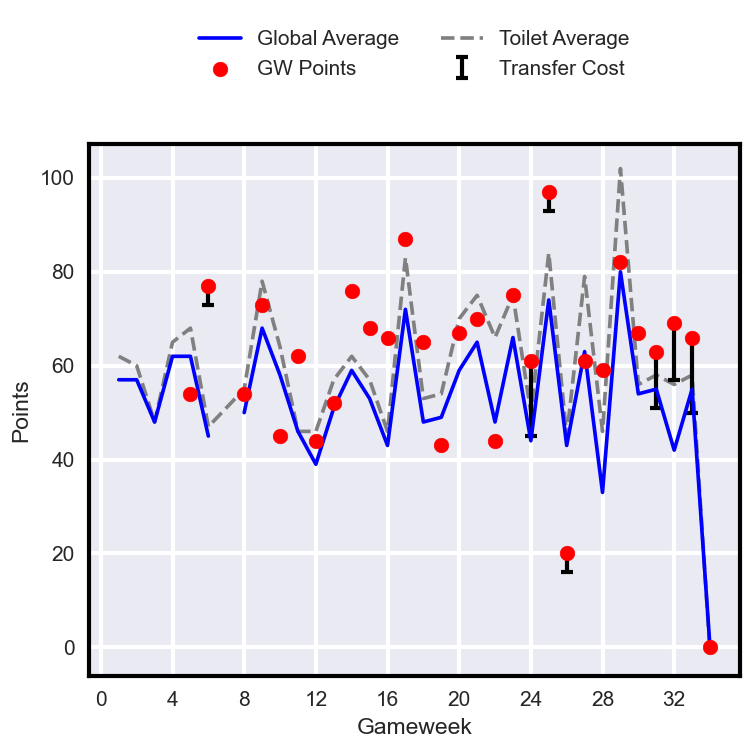 Global Average
Toilet Average
GW Points
Transfer Cost
100
80
60
40
20
0
Points
0 4 8 12 16 20 24 28 32
Gameweek